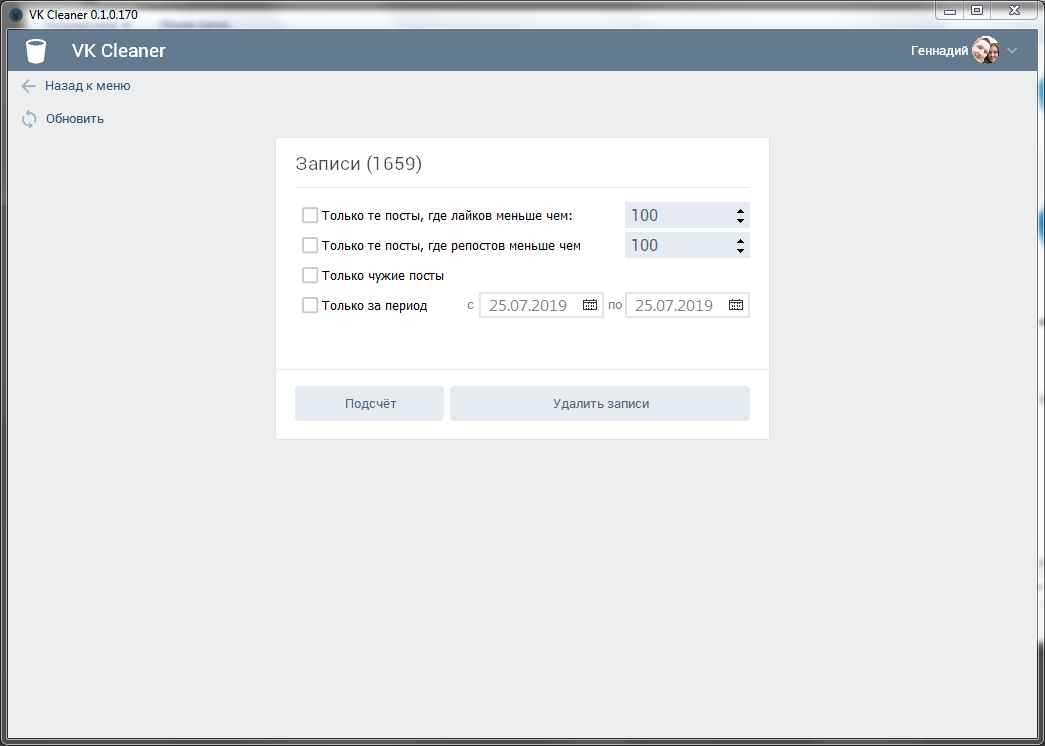 VK Cleaner 0.1.0.170
VK Cleaner
Геннадий
Назад к меню
Обновить
Записи (1659)
Только те посты, где лайков меньше чем:
100
Только те посты, где репостов меньше чем
100
Только чужие посты
Только за период с 25.07.2019 по 25.07.2019
Подсчёт
Удалить записи